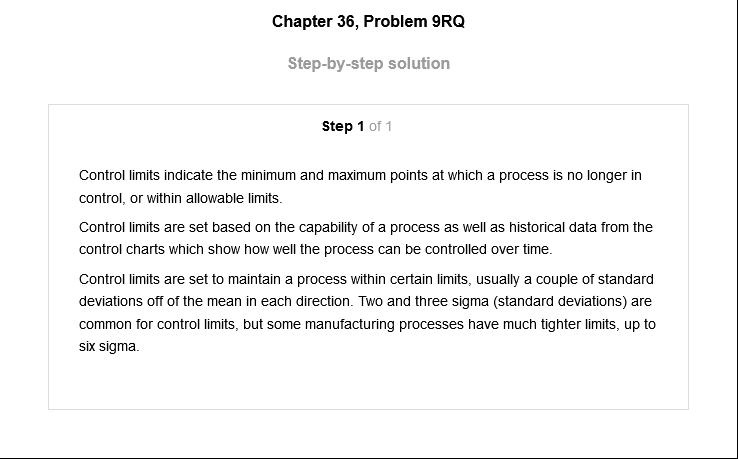 Chapter 36, Problem 9RQ
Step-by-step solution
Step 1 of 1
Control limits indicate the minimum and maximum points at which a process is no longer in
control, or within allowable limits.
Control limits are set based on the capability of a process as well as historical data from the
control charts which show how well the process can be controlled over time.
Control limits are set to maintain a process within certain limits, usually a couple of standard
deviations off of the mean in each direction. Two and three sigma (standard deviations) are
common for control limits, but some manufacturing processes have much tighter limits, up to
six sigma.